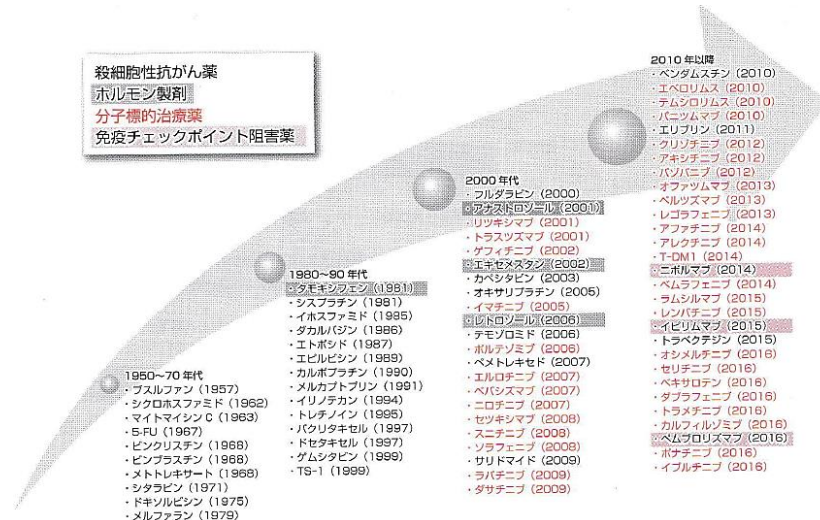 殺細胞性抗がん薬
ホルモン製剤
分子標的治療薬
免疫チェックポイント阻害薬
1950〜70年代
・ブスルファン（1957）
・シクロホスファミド（1962）
・マイトマイシンC（1963）
・5-FU（1967）
・ビンクリスチン（1968）
・ビンブラスチン（1968）
・メトトレキサート（1968）
・シタラビン（1971）
・ドキソルビシン（1975）
・メルファラン（1979）
1980〜90年代
・タモキシフェン（1981）
・シスプラチン（1981）
・イホスファミド（1985）
・ダカルバジン（1986）
・エトポシド（1987）
・エピルビシン（1989）
・カルボプラチン（1990）
・メルカプトプリン（1991）
・イリノテカン（1994）
・トレチノイン（1995）
・パクリタキセル（1997）
・ドセタキセル（1997）
・ゲムシタビン（1999）
・TS-1（1999）
2000年代
・フルダラビン（2000）
・アナストロゾール（2001）
・リツキシマブ（2001）
・トラスツズマブ（2001）
・ゲフィチニブ（2002）
・エキセメスタン（2002）
・カペシタビン（2003）
・オキサリプラチン（2005）
・イマチニブ（2005）
・レトロゾール（2006）
・テモゾロミド（2006）
・ボルテゾミブ（2006）
・ペメトレキセド（2007）
・エルロチニブ（2007）
・ベバシズマブ（2007）
・ニロチニブ（2007）
・セツキシマブ（2008）
・スニチニブ（2008）
・ソラフェニブ（2008）
・サリドマイド（2009）
・ラパチニブ（2009）
・ダサチニブ（2009）
2010年以降
・ベンダムスチン（2010）
・エベロリムス（2010）
・テムシロリムス（2010）
・パニツムマブ（2010）
・エリブリン（2011）
・クリゾチニブ（2012）
・アキシチニブ（2012）
・パゾパニブ（2012）
・オファツムマブ（2013）
・ペルツズマブ（2013）
・レゴラフェニブ（2013）
・アファチニブ（2014）
・アレクチニブ（2014）
・T-DM1（2014）
・ニボルマブ（2014）
・ベムラフェニブ（2014）
・ラムシルマブ（2015）
・レンバチニブ（2015）
・イピリムマブ（2015）
・トラベクテジン（2015）
・オシメルチニブ（2016）
・セリチニブ（2016）
・ベキサロテン（2016）
・ダブラフェニブ（2016）
・トラメチニブ（2016）
・カルフィルゾミブ（2016）
・ペムブロリズマブ（2016）
・ポナチニブ（2016）
・イブルチニブ（2016）